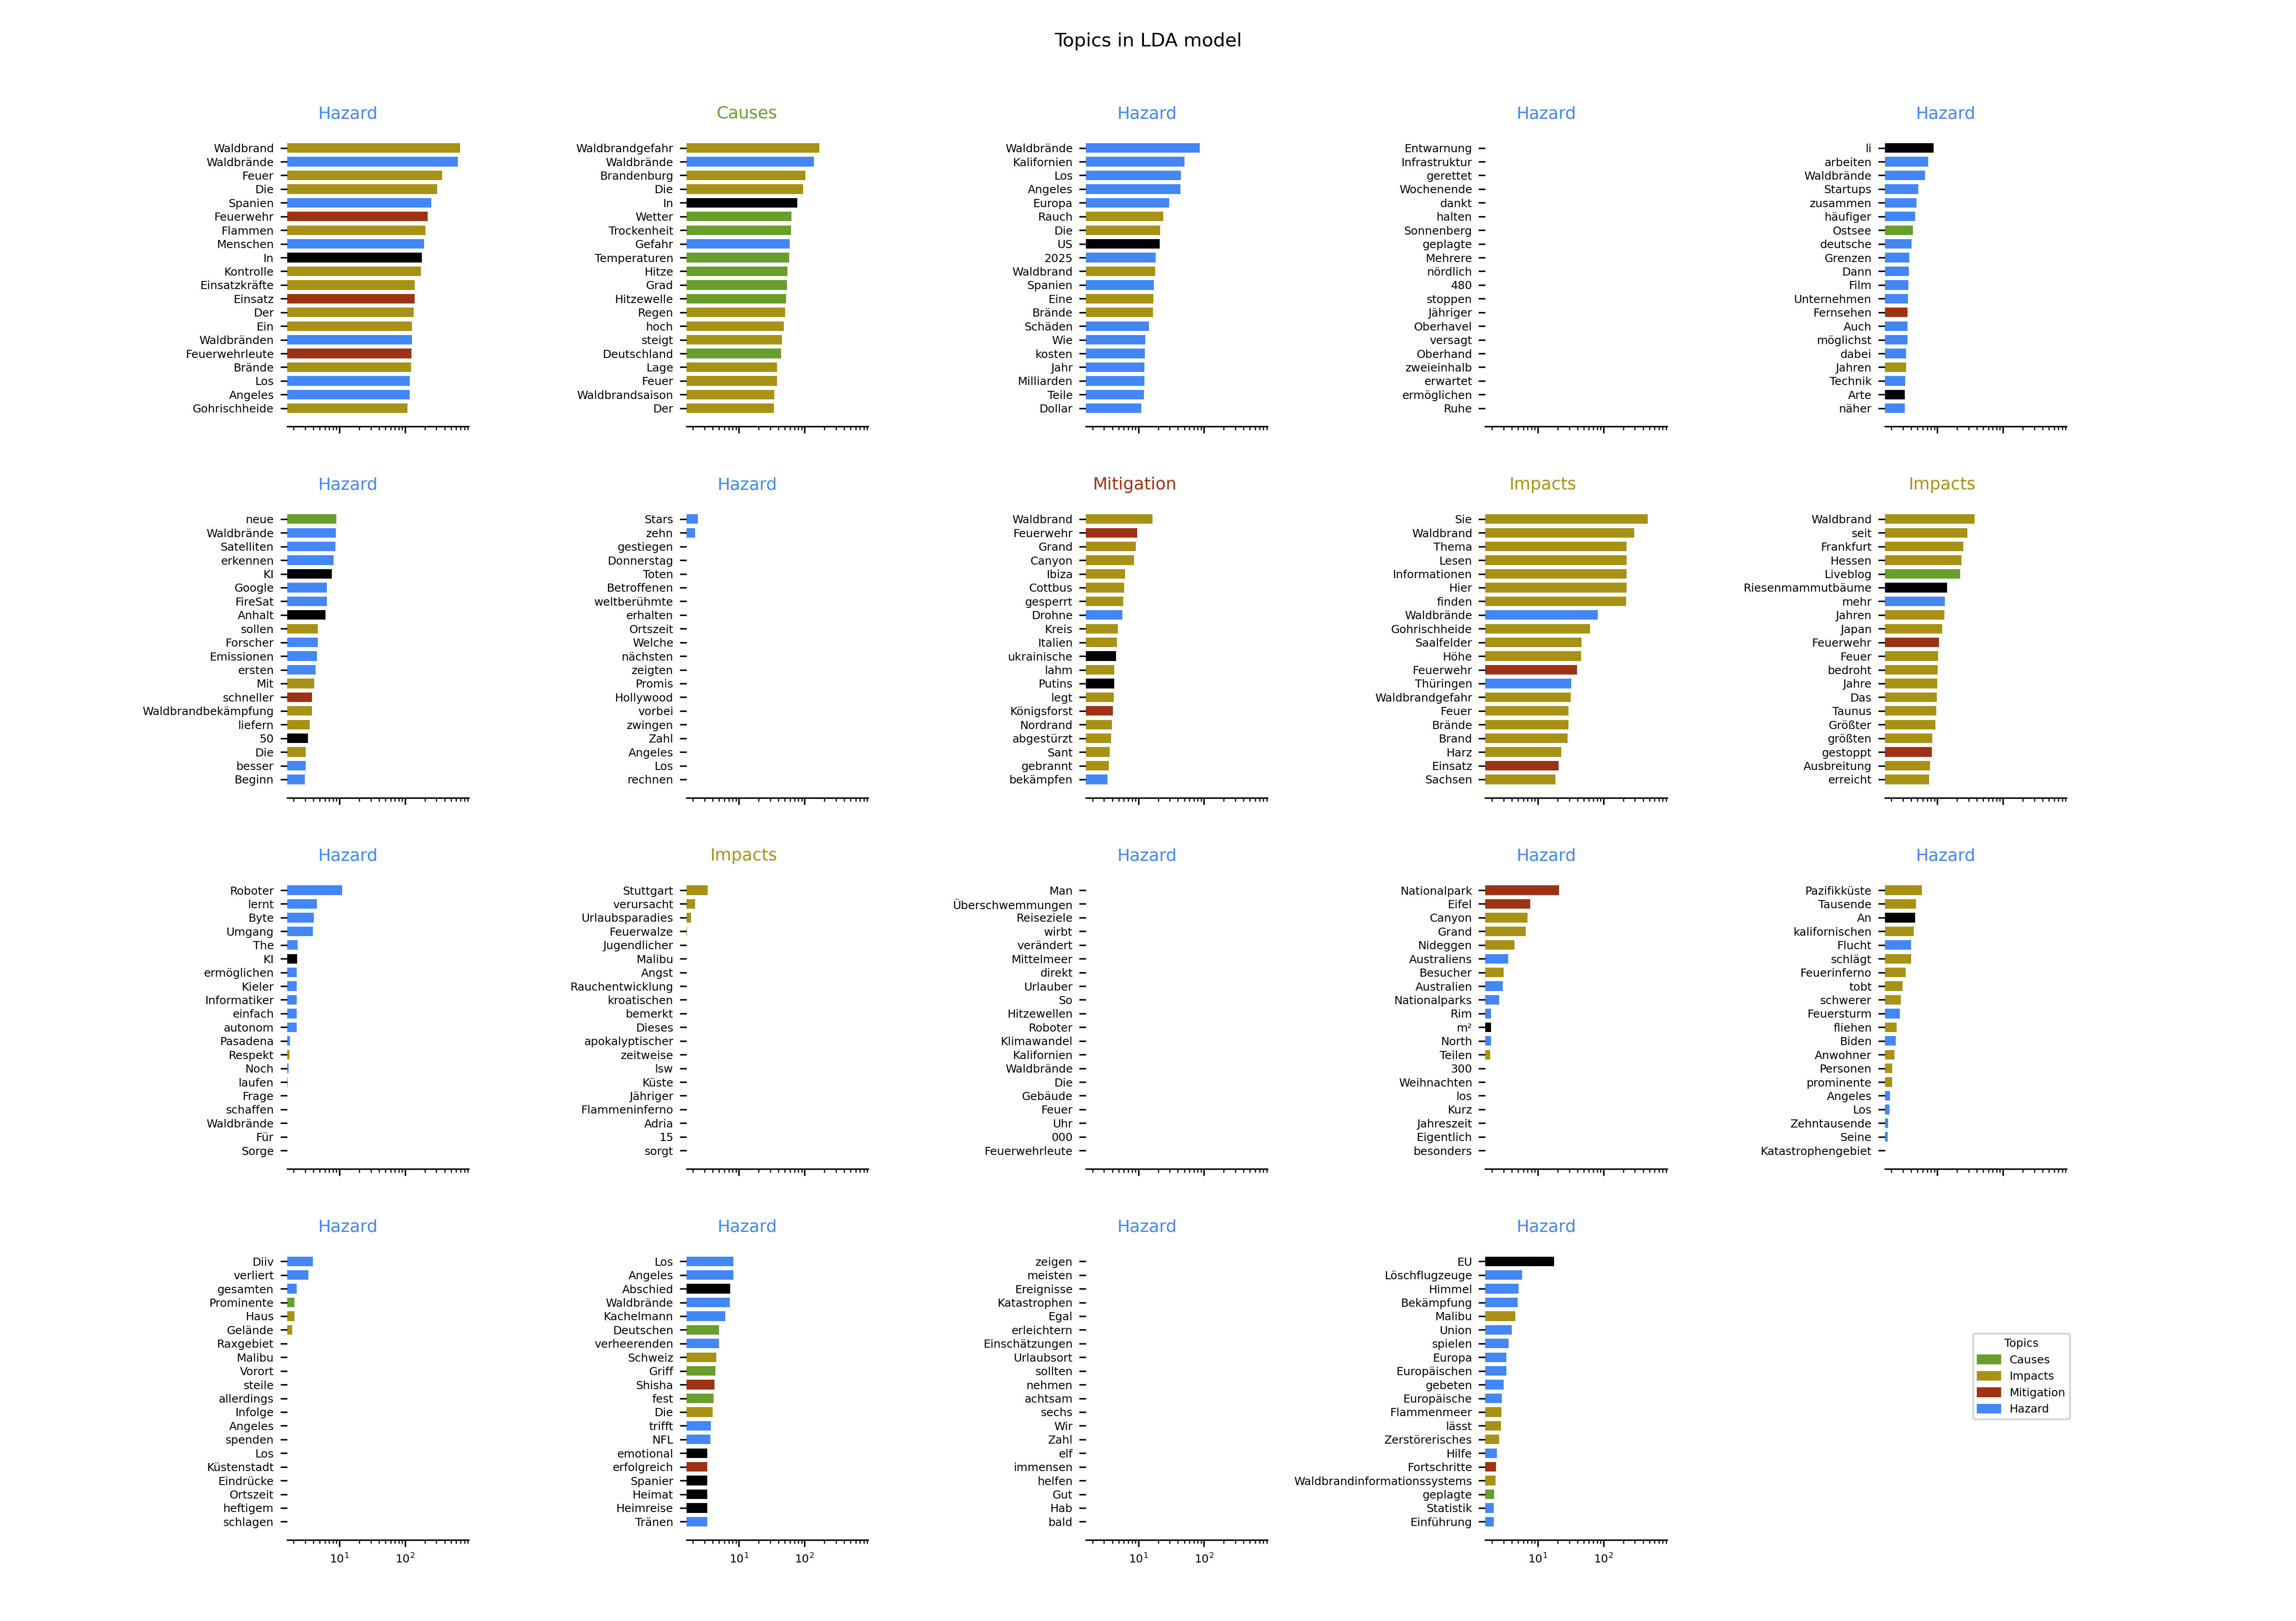 Topics in LDA model
Hazard
Waldbrand
Waldbrände
Feuer
Die
Spanien
Feuerwehr
Flammen
Menschen
In
Kontrolle
Einsatzkräfte
Einsatz
Der
Ein
Waldbränden
Feuerwehrleute
Brände
Los
Angeles
Gohrischheide
Causes
Waldbrandgefahr
Waldbrände
Brandenburg
Die
In
Wetter
Trockenheit
Gefahr
Temperaturen
Hitze
Grad
Hitzewelle
Regen
hoch
steigt
Deutschland
Lage
Feuer
Waldbrandsaison
Der
Hazard
Waldbrände
Kalifornien
Los
Angeles
Europa
Rauch
Die
US
2025
Waldbrand
Spanien
Eine
Brände
Schäden
Wie
kosten
Jahr
Milliarden
Teile
Dollar
Hazard
Entwarnung
Infrastruktur
gerettet
Wochenende
dankt
halten
Sonnenberg
geplagte
Mehrere
nördlich
480
stoppen
Jähriger
Oberhavel
versagt
Oberhand
zweieinhalb
erwartet
ermöglichen
Ruhe
Hazard
li
arbeiten
Waldbrände
Startups
zusammen
häufiger
Ostsee
deutsche
Grenzen
Dann
Film
Unternehmen
Fernsehen
Auch
möglichst
dabei
Jahren
Technik
Arte
näher
Hazard
neue
Waldbrände
Satelliten
erkennen
KI
Google
FireSat
Anhalt
sollen
Forscher
Emissionen
ersten
Mit
schneller
Waldbrandbekämpfung
liefern
50
Die
besser
Beginn
Hazard
Stars
zehn
gestiegen
Donnerstag
Toten
Betroffenen
weltberühmte
erhalten
Ortszeit
Welche
nächsten
zeigten
Promis
Hollywood
vorbei
zwingen
Zahl
Angeles
Los
rechnen
Mitigation
Waldbrand
Feuerwehr
Grand
Canyon
Ibiza
Cottbus
gesperrt
Drohne
Kreis
Italien
ukrainische
lahm
Putins
legt
Königsforst
Nordrand
abgestürzt
Sant
gebrannt
bekämpfen
Impacts
Sie
Waldbrand
Thema
Lesen
Informationen
Hier
finden
Waldbrände
Gohrischheide
Saalfelder
Höhe
Feuerwehr
Thüringen
Waldbrandgefahr
Feuer
Brände
Brand
Harz
Einsatz
Sachsen
Impacts
Waldbrand
seit
Frankfurt
Hessen
Liveblog
Riesenmammutbäume
mehr
Jahren
Japan
Feuerwehr
Feuer
bedroht
Jahre
Das
Taunus
Größter
größten
gestoppt
Ausbreitung
erreicht
Hazard
Roboter
lernt
Byte
Umgang
The
KI
ermöglichen
Kieler
Informatiker
einfach
autonom
Pasadena
Respekt
Noch
laufen
Frage
schaffen
Waldbrände
Für
Sorge
Impacts
Stuttgart
verursacht
Urlaubsparadies
Feuerwalze
Jugendlicher
Malibu
Angst
Rauchentwicklung
kroatischen
bemerkt
Dieses
apokalyptischer
zeitweise
lsw
Küste
Jähriger
Flammeninferno
Adria
15
sorgt
Hazard
Man
Überschwemmungen
Reiseziele
wirbt
verändert
Mittelmeer
direkt
Urlauber
So
Hitzewellen
Roboter
Klimawandel
Kalifornien
Waldbrände
Die
Gebäude
Feuer
Uhr
000
Feuerwehrleute
Hazard
Nationalpark
Eifel
Canyon
Grand
Nideggen
Australiens
Besucher
Australien
Nationalparks
Rim
m²
North
Teilen
300
Weihnachten
los
Kurz
Jahreszeit
Eigentlich
besonders
Hazard
Pazifikküste
Tausende
An
kalifornischen
Flucht
schlägt
Feuerinferno
tobt
schwerer
Feuersturm
fliehen
Biden
Anwohner
Personen
prominente
Angeles
Los
Zehntausende
Seine
Katastrophengebiet
Hazard
Diiv
verliert
gesamten
Prominente
Haus
Gelände
Raxgebiet
Malibu
Vorort
steile
allerdings
Infolge
Angeles
spenden
Los
Küstenstadt
Eindrücke
Ortszeit
heftigem
schlagen
10¹ 10²
Hazard
Los
Angeles
Abschied
Waldbrände
Kachelmann
Deutschen
verheerenden
Schweiz
Griff
Shisha
fest
Die
trifft
NFL
emotional
erfolgreich
Spanier
Heimat
Heimreise
Tränen
10¹ 10²
Hazard
zeigen
meisten
Ereignisse
Katastrophen
Egal
erleichtern
Einschätzungen
Urlaubsort
sollten
nehmen
achtsam
sechs
Wir
Zahl
elf
immensen
helfen
Gut
Hab
bald
10¹ 10²
Hazard
EU
Löschflugzeuge
Himmel
Bekämpfung
Malibu
Union
spielen
Europa
Europäischen
gebeten
Europäische
Flammenmeer
lässt
Zerstörerisches
Hilfe
Fortschritte
Waldbrandinformationssystems
geplagte
Statistik
Einführung
10¹ 10²
Topics
Causes
Impacts
Mitigation
Hazard